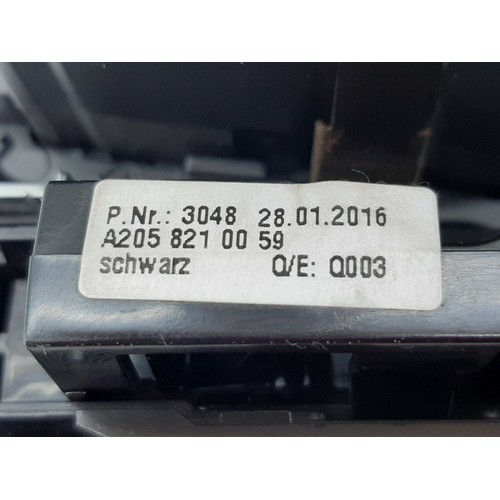 P.Nr.: 3048 28.01.2016
A205 821 00 59
schwarz Q/E: Q003